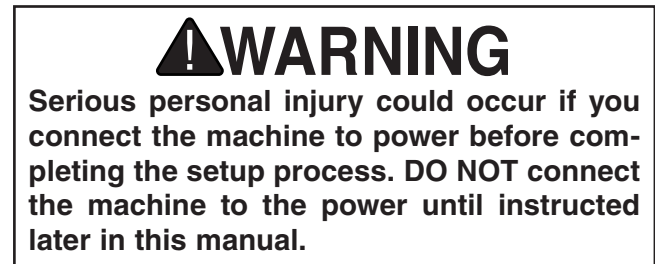 WARNING
Serious personal injury could occur if you
connect the machine to power before com-
pleting the setup process. DO NOT connect
the machine to the power until instructed
later in this manual.